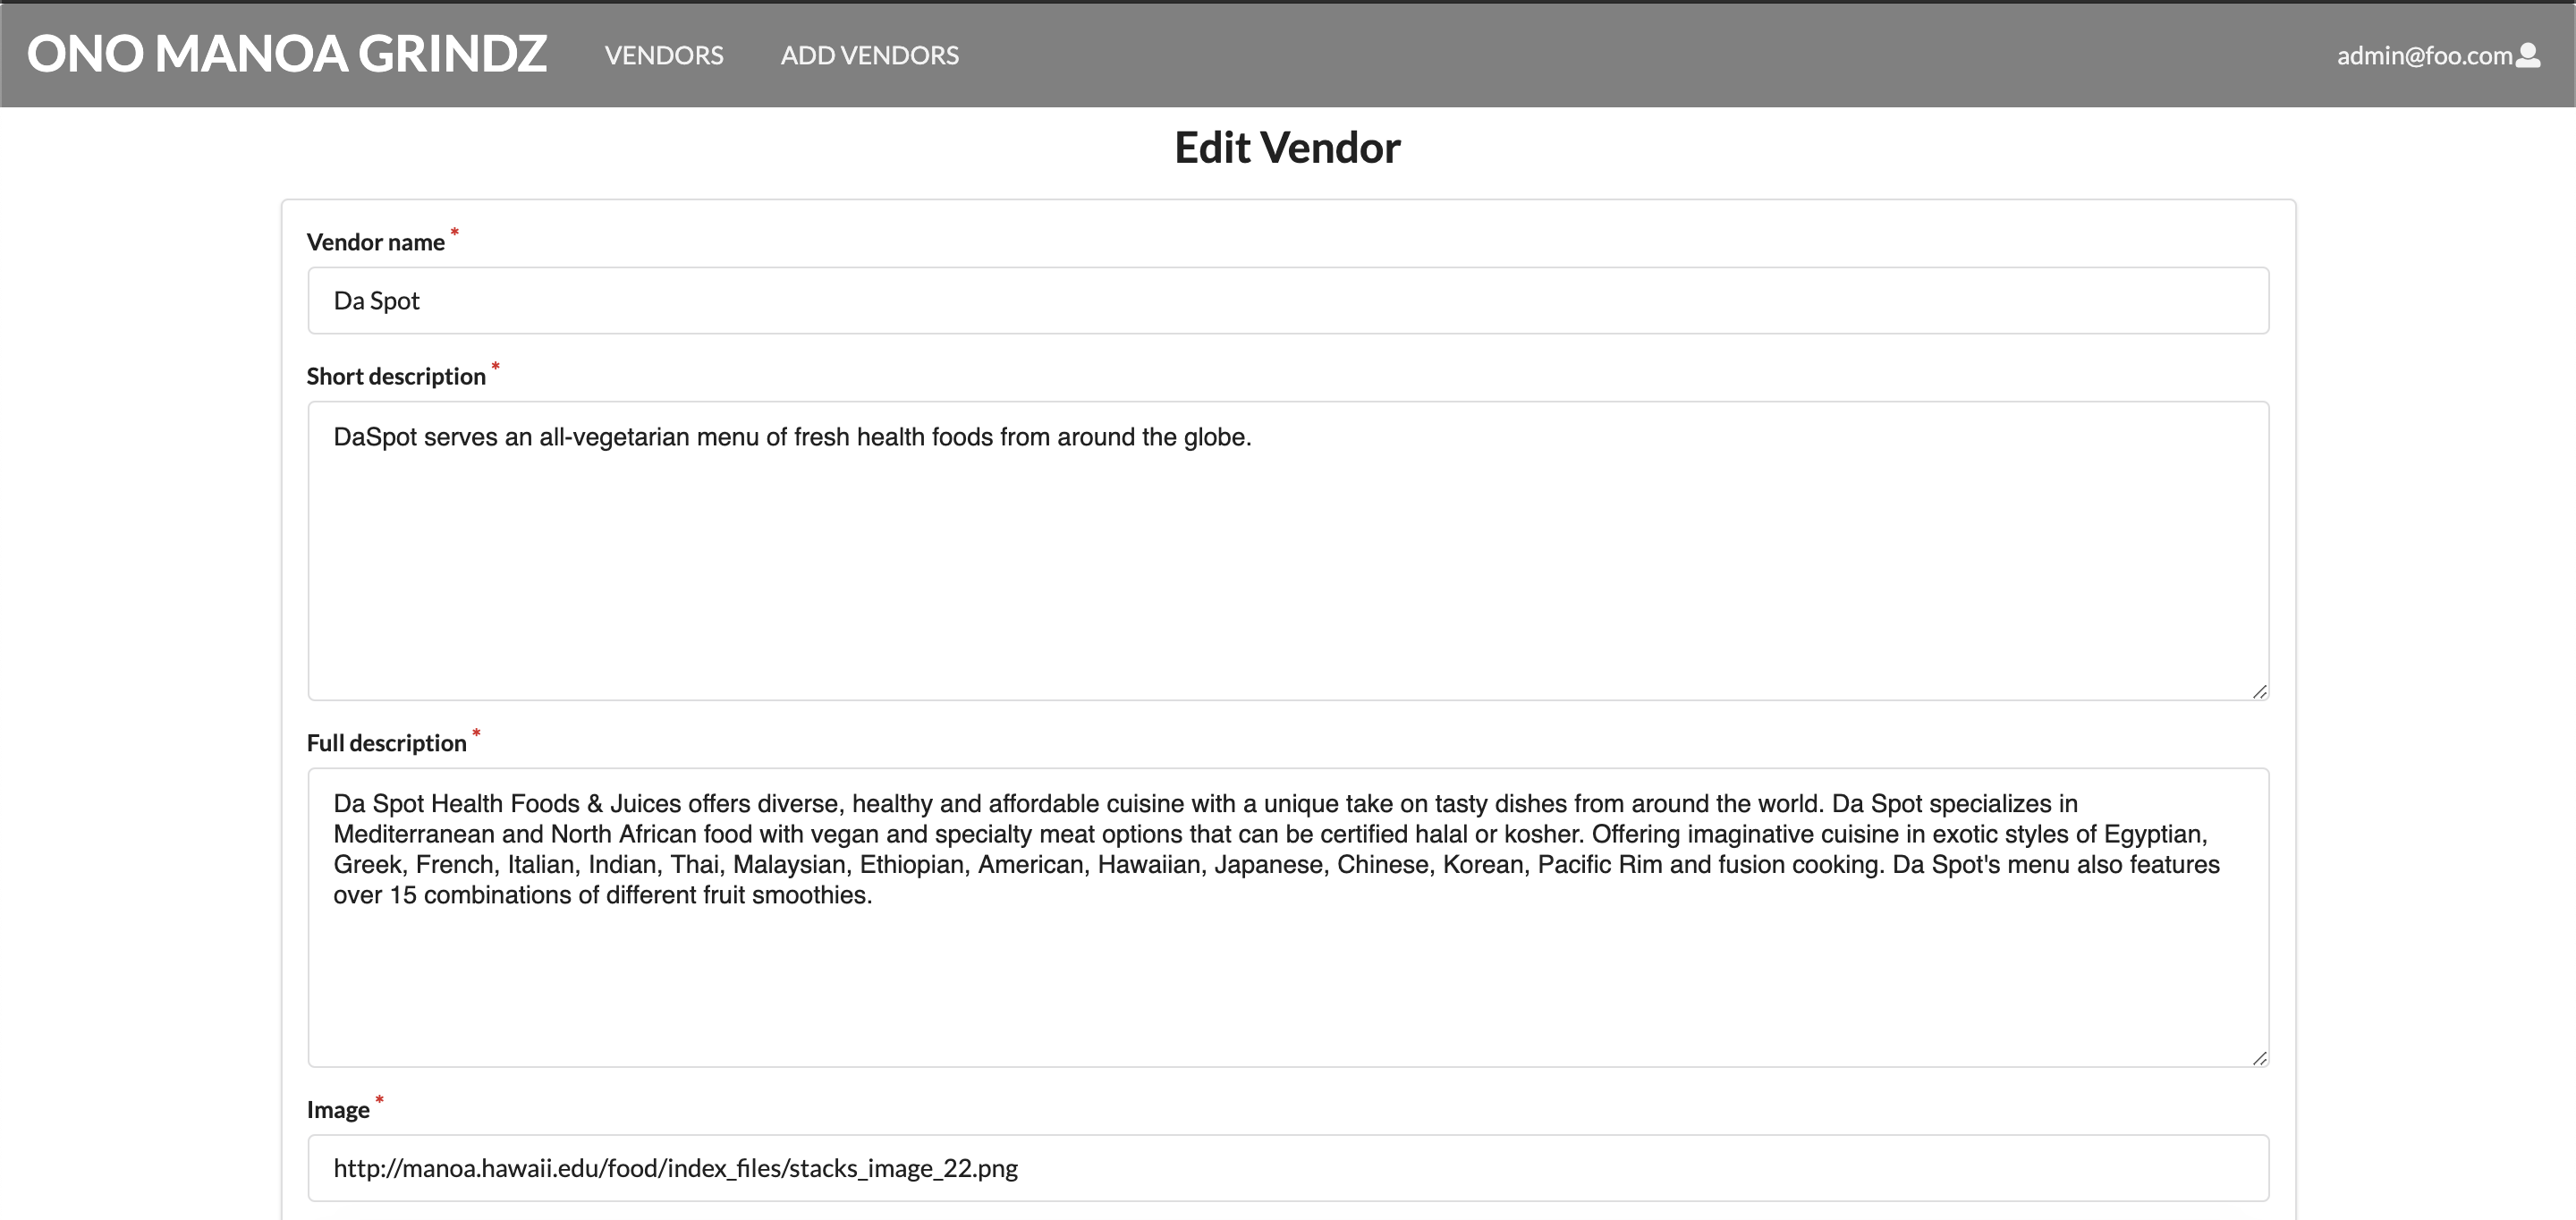 ONO MANOA GRINDZ VENDORS ADD VENDORS admin@foo.com
Edit Vendor
Vendor name *
Da Spot
Short description *
DaSpot serves an all-vegetarian menu of fresh health foods from around the globe.
Full description *
Da Spot Health Foods & Juices offers diverse, healthy and affordable cuisine with a unique take on tasty dishes from around the world. Da Spot specializes in
Mediterranean and North African food with vegan and specialty meat options that can be certified halal or kosher. Offering imaginative cuisine in exotic styles of Egyptian,
Greek, French, Italian, Indian, Thai, Malaysian, Ethiopian, American, Hawaiian, Japanese, Chinese, Korean, Pacific Rim and fusion cooking. Da Spot's menu also features
over 15 combinations of different fruit smoothies.
Image *
http://manoa.hawaii.edu/food/index_files/stacks_image_22.png